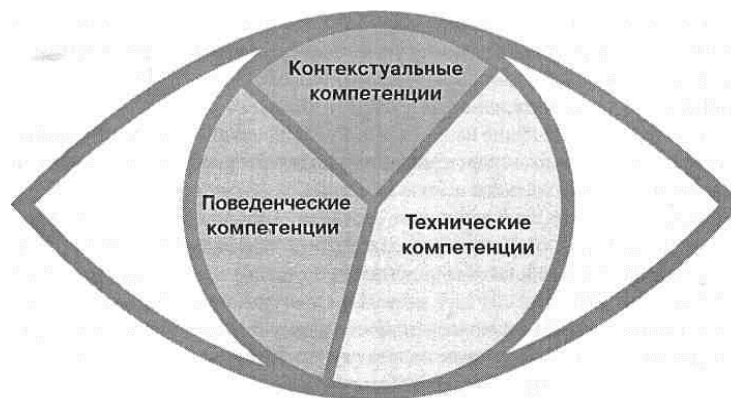 Контекстуальные
компетенции
Поведенческие
компетенции
Технические
компетенции